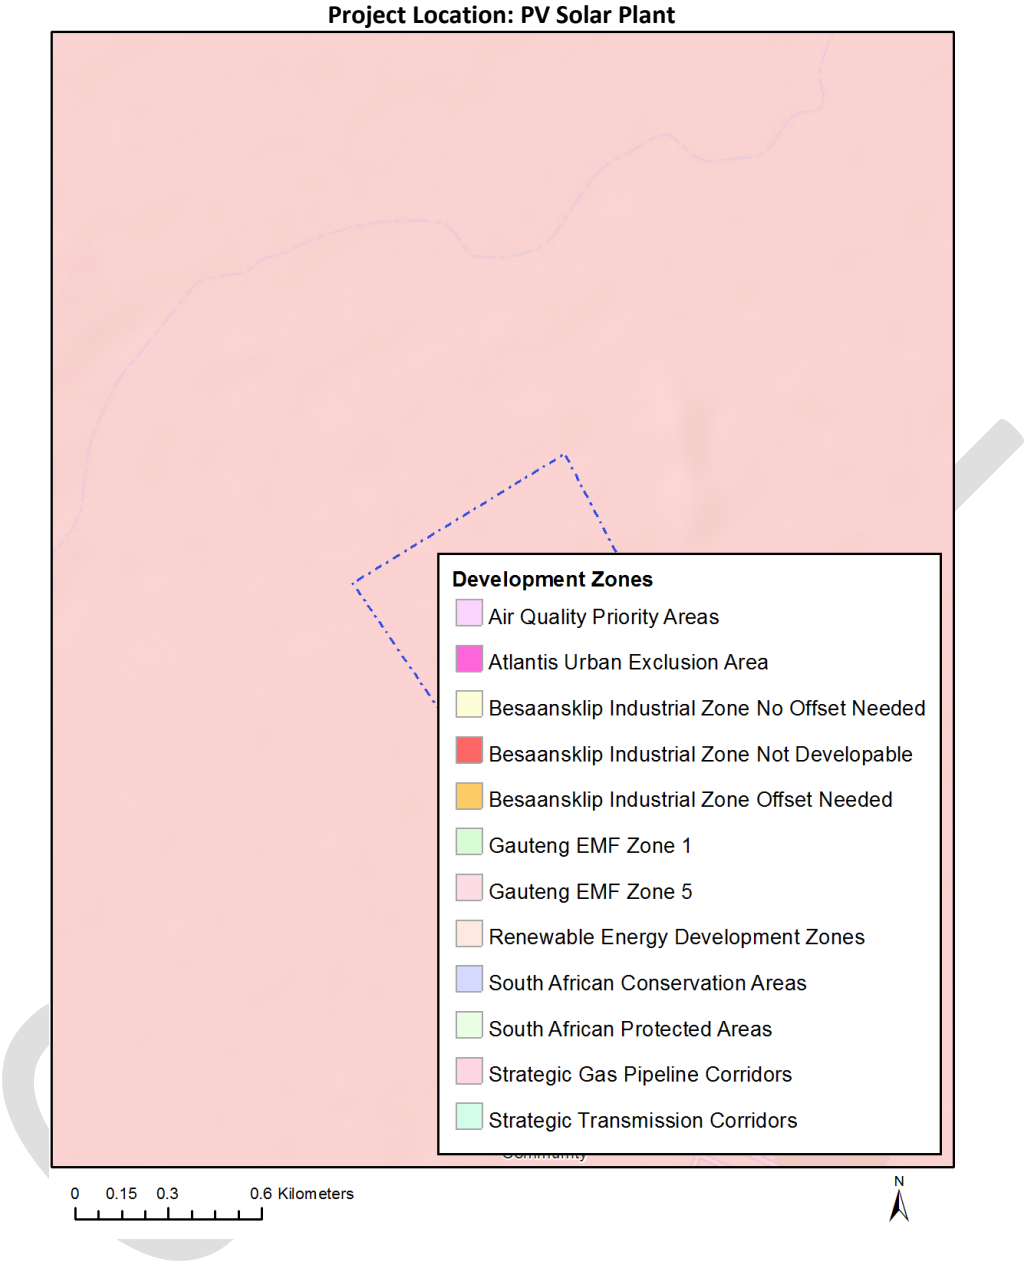 Project Location: PV Solar Plant
Development Zones
Air Quality Priority Areas
Atlantis Urban Exclusion Area
Besaansklip Industrial Zone No Offset Needed
Besaansklip Industrial Zone Not Developable
Besaansklip Industrial Zone Offset Needed
Gauteng EMF Zone 1
Gauteng EMF Zone 5
Renewable Energy Development Zones
South African Conservation Areas
South African Protected Areas
Strategic Gas Pipeline Corridors
Strategic Transmission Corridors
Community
0 0.15 0.3 0.6 Kilometers
N